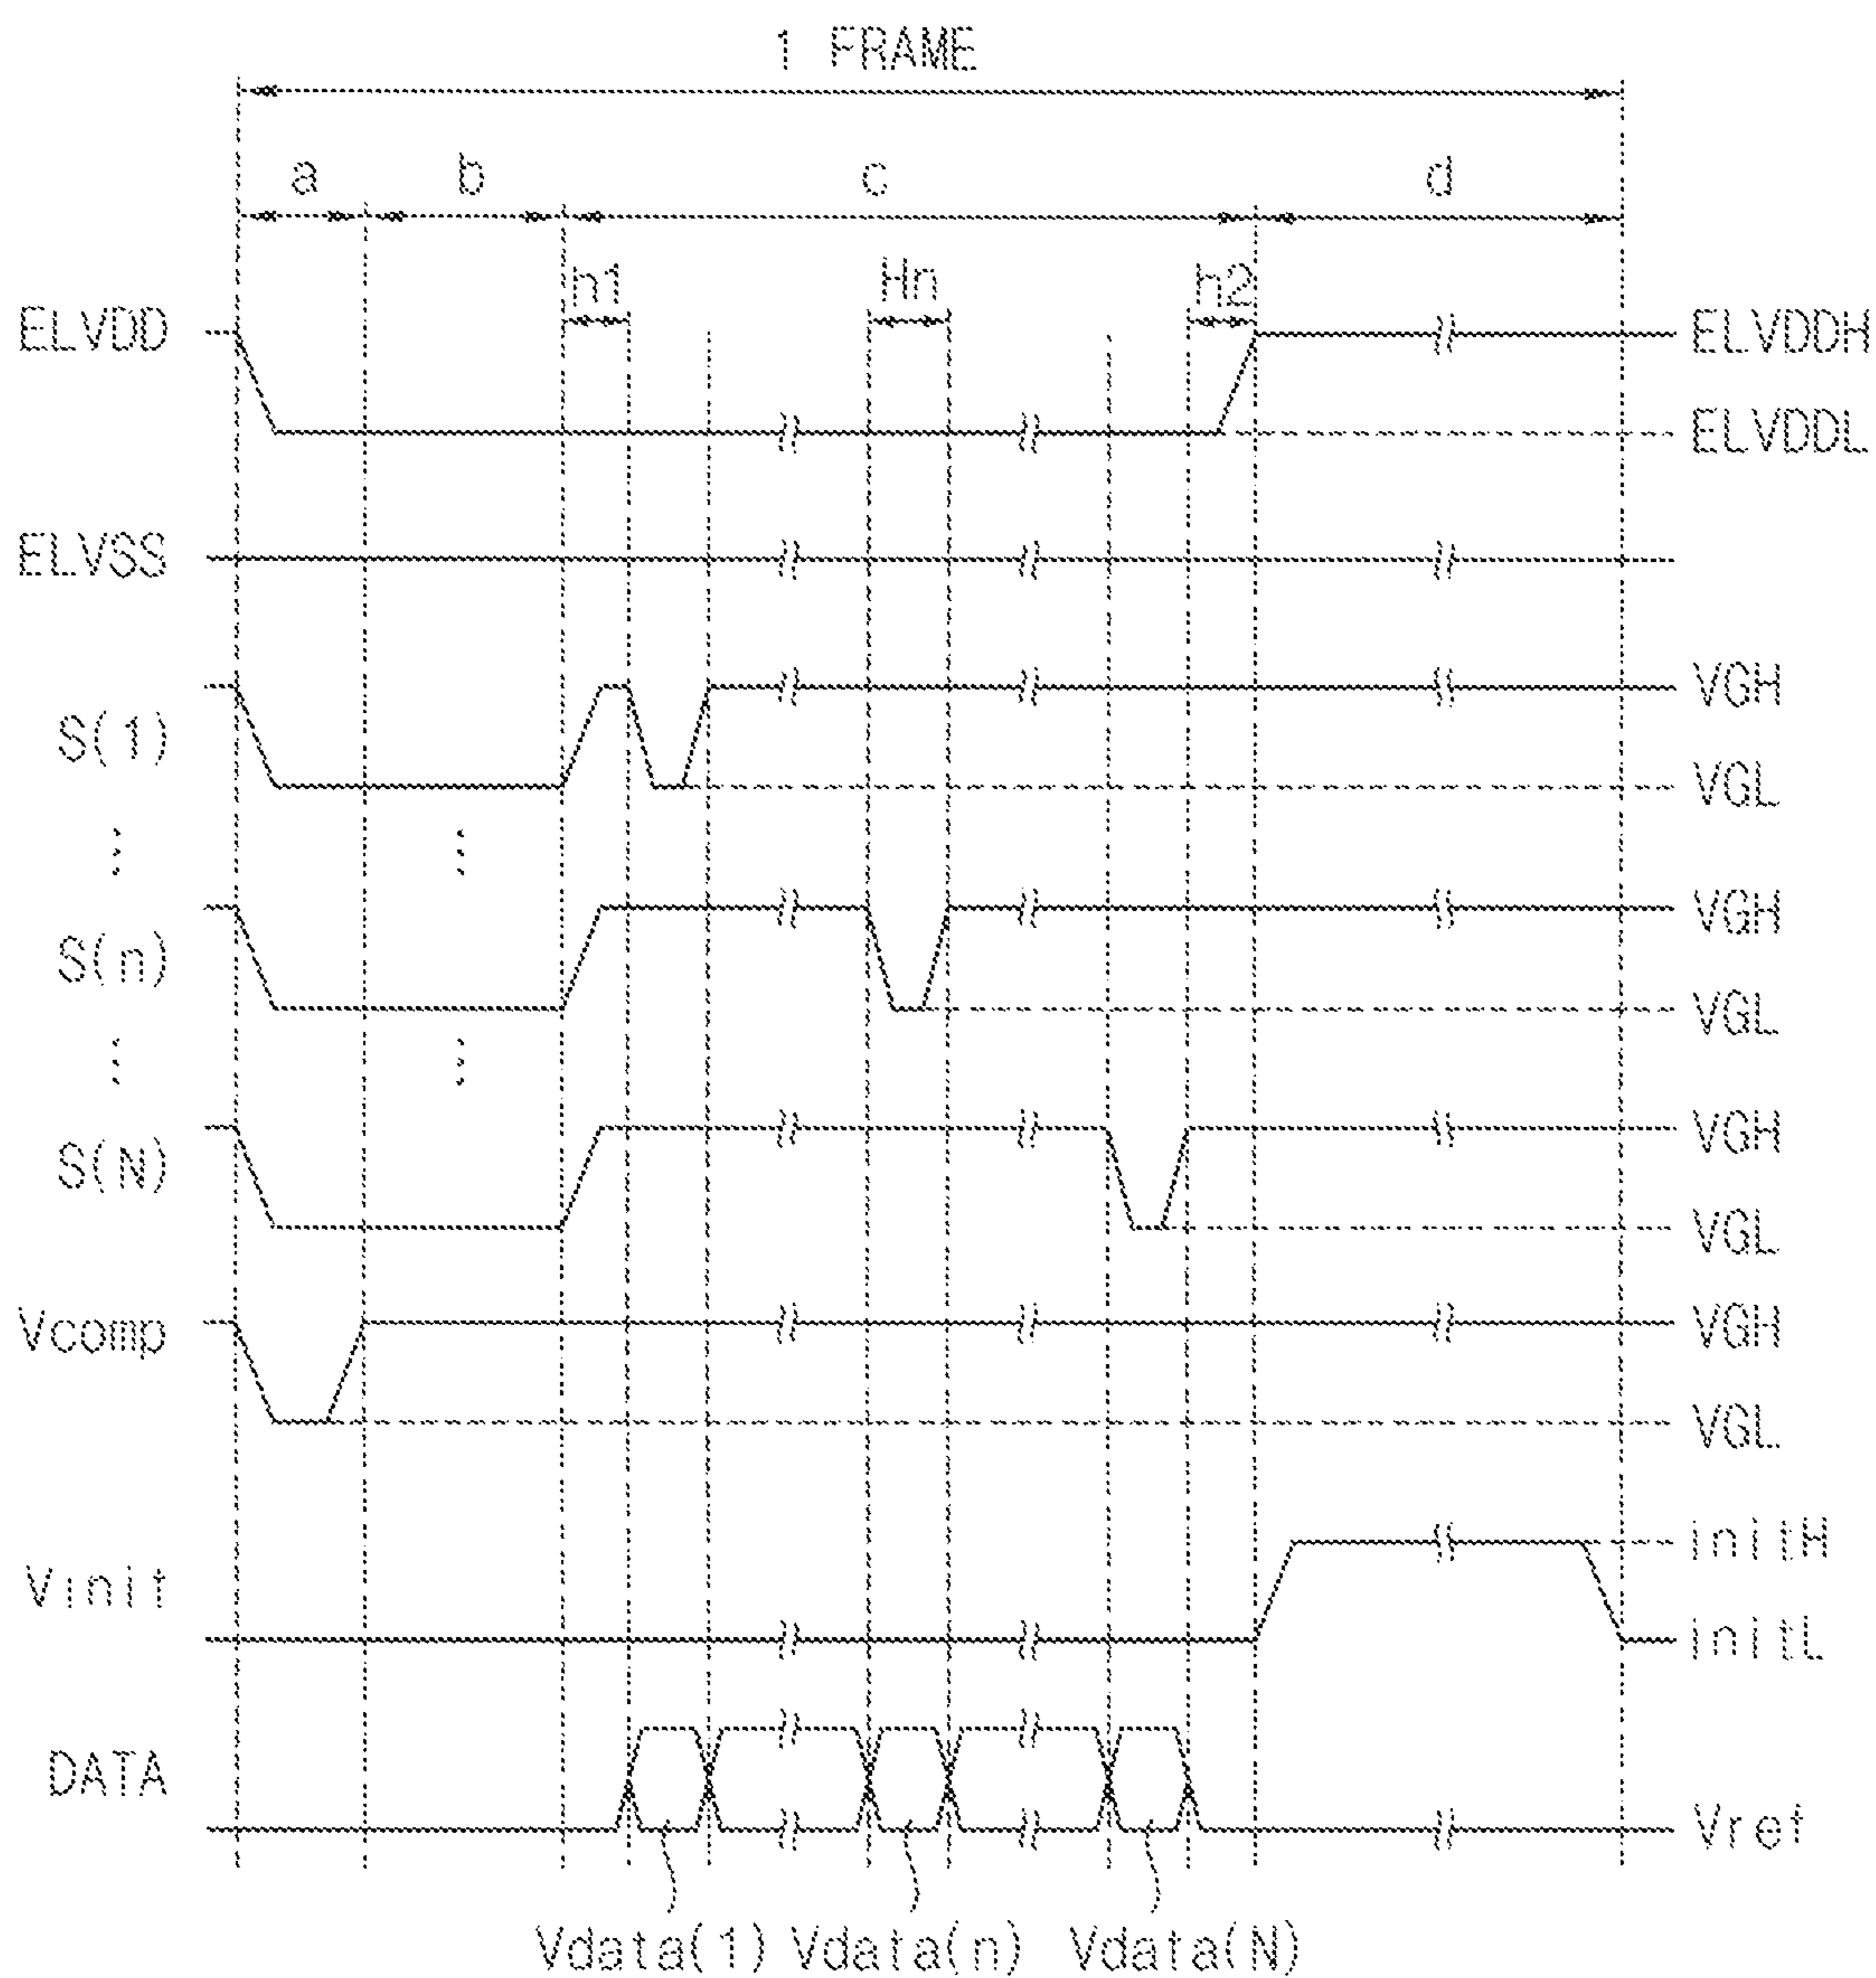 1 FRAME
a b c d
h1 Hn h2
ELVDD ELVDDH
ELVDDL
ELVSS
S(1) VGH
VGL
S(n) VGH
VGL
S(N) VGH
VGL
Vcomp VGH
VGL
Vinit initH
initL
DATA Vref
Vdata(1) Vdata(n) Vdata(N)